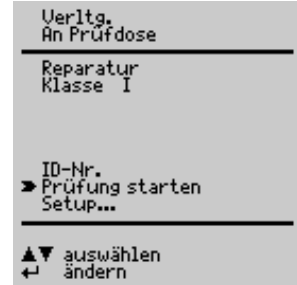 Verltg.
An Prüfdose
Reparatur
Klasse I
ID-Nr.
Prüfung starten
Setup...
▲▼ auswählen
↵ ändern